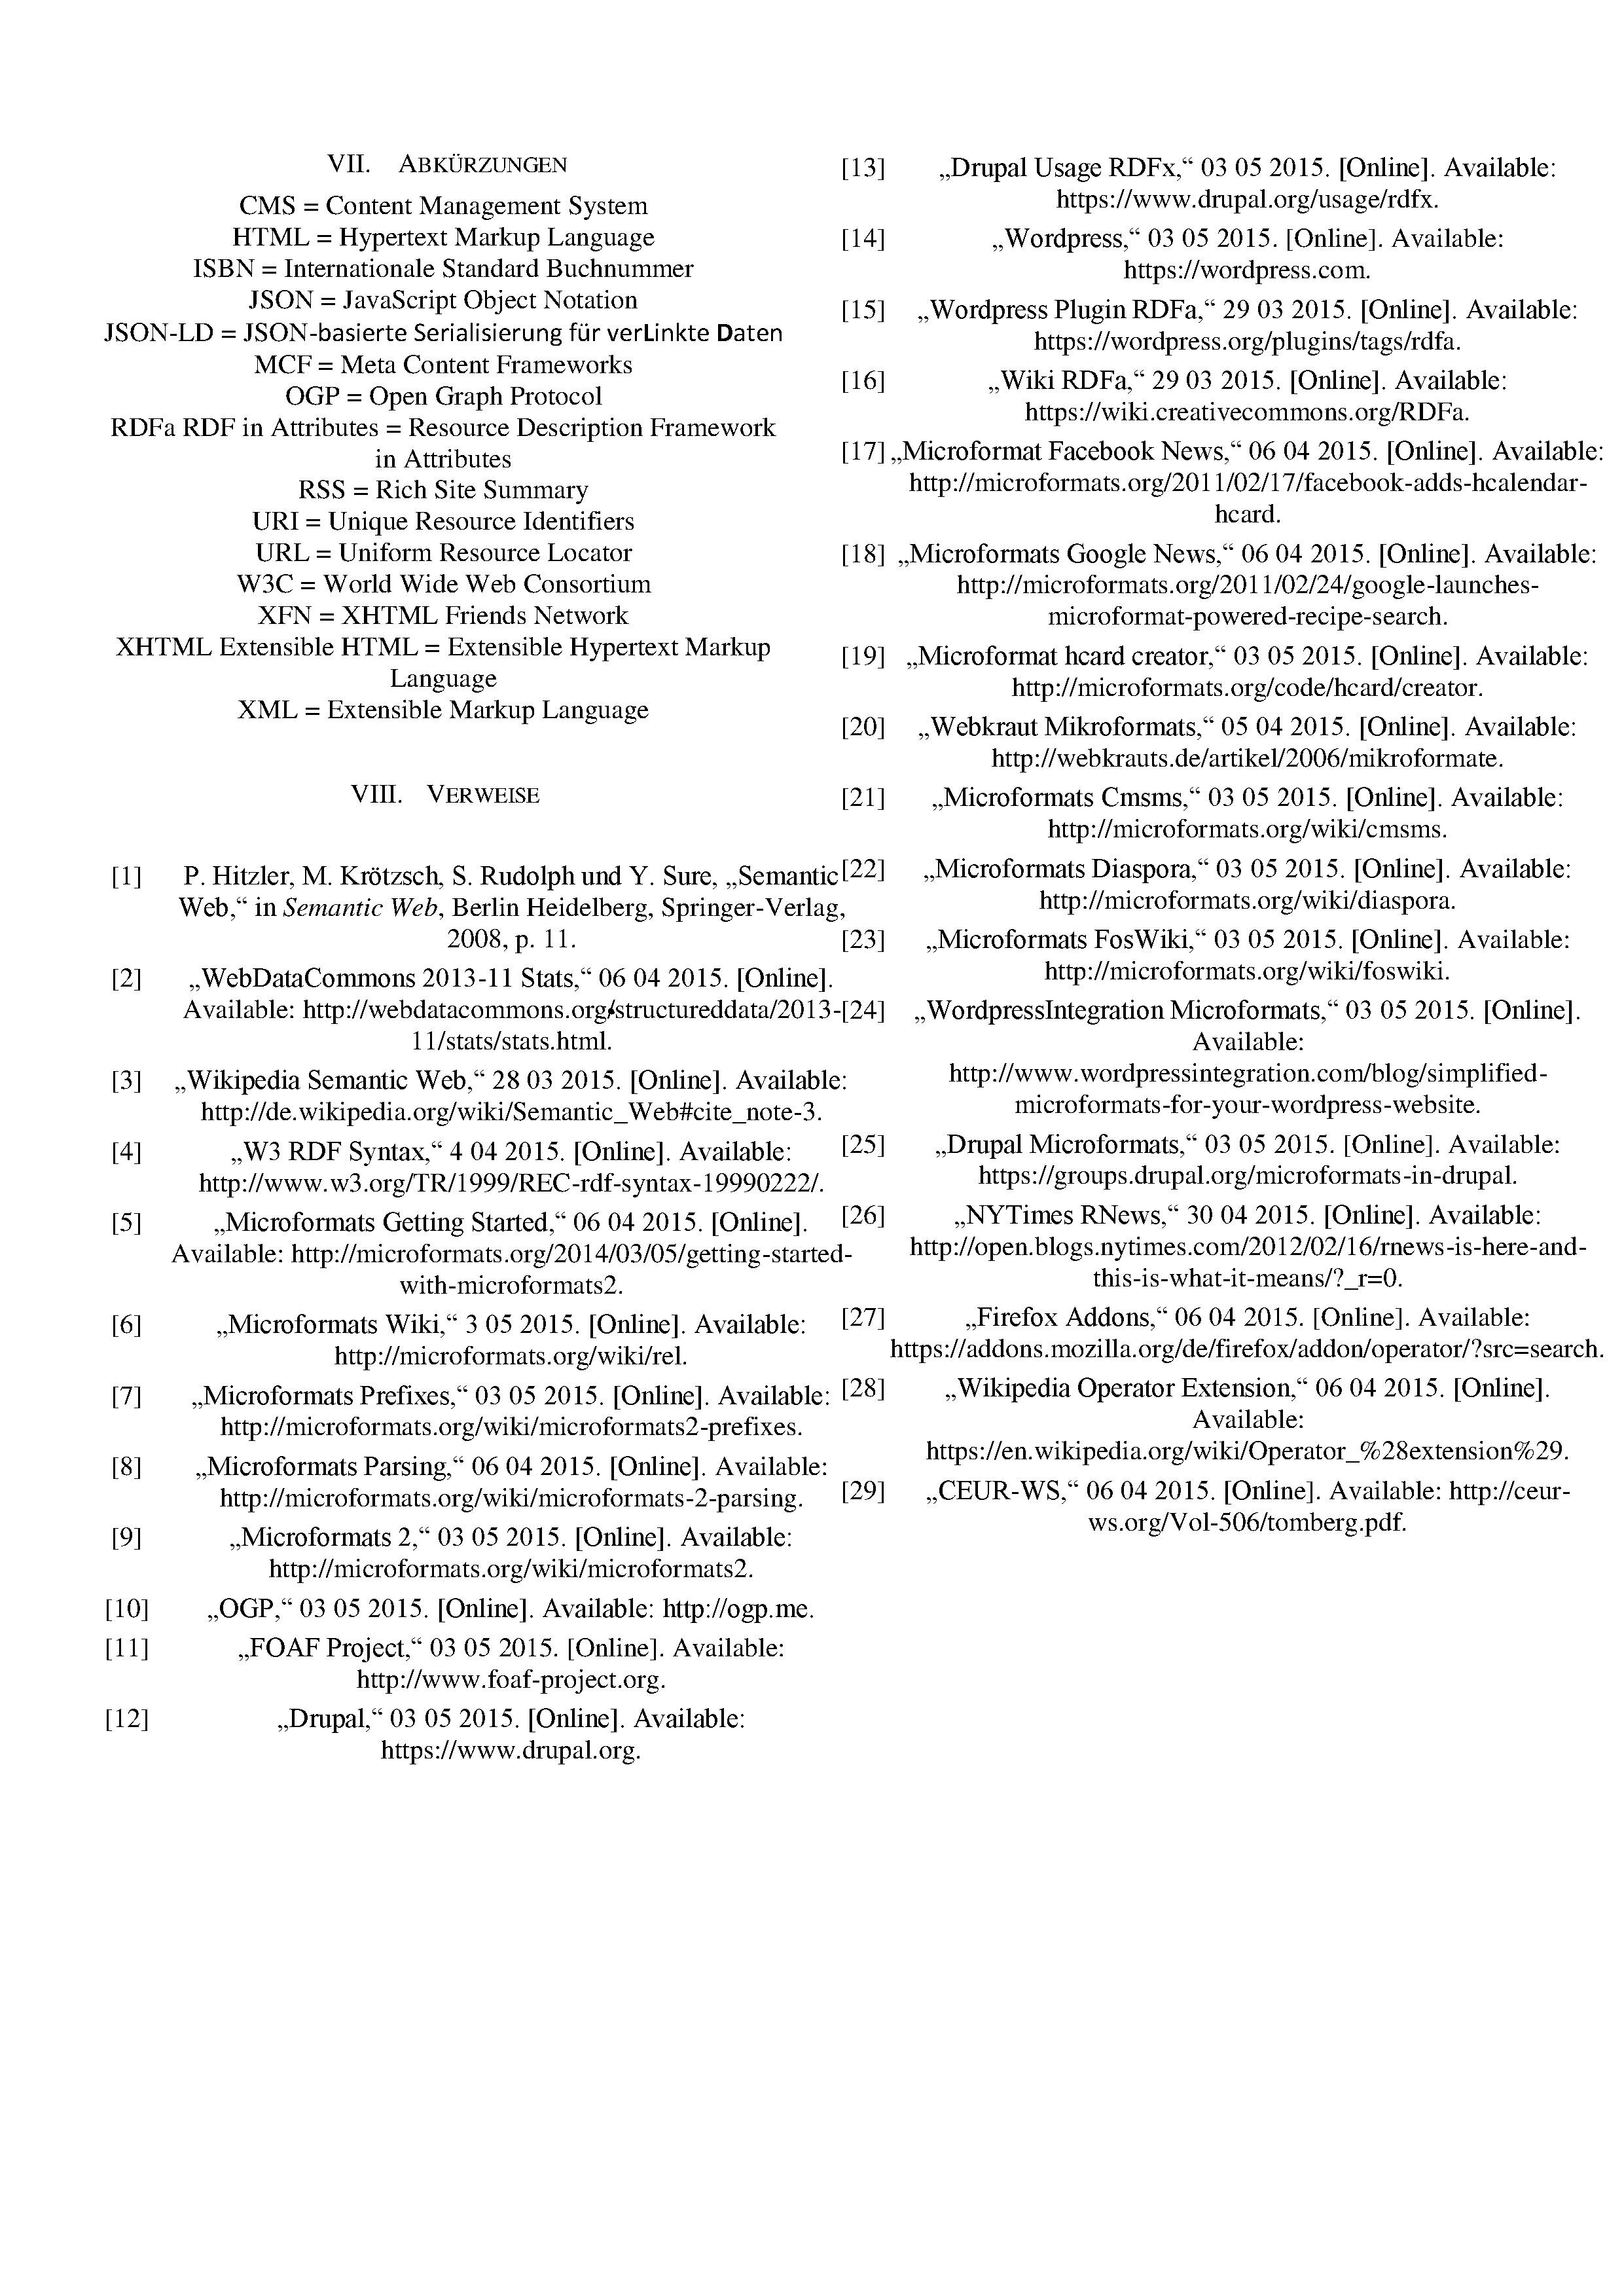 VII. ABKÜRZUNGEN
CMS = Content Management System
HTML = Hypertext Markup Language
ISBN = Internationale Standard Buchnummer
JSON = JavaScript Object Notation
JSON-LD = JSON-basierte Serialisierung für verLinkte Daten
MCF = Meta Content Frameworks
OGP = Open Graph Protocol
RDFa RDF in Attributes = Resource Description Framework
in Attributes
RSS = Rich Site Summary
URI = Unique Resource Identifiers
URL = Uniform Resource Locator
W3C = World Wide Web Consortium
XFN = XHTML Friends Network
XHTML Extensible HTML = Extensible Hypertext Markup
Language
XML = Extensible Markup Language
VIII. VERWEISE
[1] P. Hitzler, M. Krötzsch, S. Rudolph und Y. Sure, „Semantic
Web,“ in Semantic Web, Berlin Heidelberg, Springer-Verlag,
2008, p. 11.
[2] „WebDataCommons 2013-11 Stats,“ 06 04 2015. [Online].
Available: http://webdatacommons.org/structureddata/2013-
11/stats/stats.html.
[3] „Wikipedia Semantic Web,“ 28 03 2015. [Online]. Available:
http://de.wikipedia.org/wiki/Semantic_Web#cite_note-3.
[4] „W3 RDF Syntax,“ 4 04 2015. [Online]. Available:
http://www.w3.org/TR/1999/REC-rdf-syntax-19990222/.
[5] „Microformats Getting Started,“ 06 04 2015. [Online].
Available: http://microformats.org/2014/03/05/getting-started-
with-microformats2.
[6] „Microformats Wiki,“ 3 05 2015. [Online]. Available:
http://microformats.org/wiki/rel.
[7] „Microformats Prefixes,“ 03 05 2015. [Online]. Available:
http://microformats.org/wiki/microformats2-prefixes.
[8] „Microformats Parsing,“ 06 04 2015. [Online]. Available:
http://microformats.org/wiki/microformats-2-parsing.
[9] „Microformats 2,“ 03 05 2015. [Online]. Available:
http://microformats.org/wiki/microformats2.
[10] „OGP,“ 03 05 2015. [Online]. Available: http://ogp.me.
[11] „FOAF Project,“ 03 05 2015. [Online]. Available:
http://www.foaf-project.org.
[12] „Drupal,“ 03 05 2015. [Online]. Available:
https://www.drupal.org.
[13] „Drupal Usage RDFx,“ 03 05 2015. [Online]. Available:
https://www.drupal.org/usage/rdfx.
[14] „Wordpress,“ 03 05 2015. [Online]. Available:
https://wordpress.com.
[15] „Wordpress Plugin RDFa,“ 29 03 2015. [Online]. Available:
https://wordpress.org/plugins/tags/rdfa.
[16] „Wiki RDFa,“ 29 03 2015. [Online]. Available:
https://wiki.creativecommons.org/RDFa.
[17] „Microformat Facebook News,“ 06 04 2015. [Online]. Available:
http://microformats.org/2011/02/17/facebook-adds-hcalendar-
hcard.
[18] „Microformats Google News,“ 06 04 2015. [Online]. Available:
http://microformats.org/2011/02/24/google-launches-
microformat-powered-recipe-search.
[19] „Microformat hcard creator,“ 03 05 2015. [Online]. Available:
http://microformats.org/code/hcard/creator.
[20] „Webkraut Mikroformats,“ 05 04 2015. [Online]. Available:
http://webkrauts.de/artikel/2006/mikroformate.
[21] „Microformats Cmsms,“ 03 05 2015. [Online]. Available:
http://microformats.org/wiki/cmsms.
[22] „Microformats Diaspora,“ 03 05 2015. [Online]. Available:
http://microformats.org/wiki/diaspora.
[23] „Microformats FosWiki,“ 03 05 2015. [Online]. Available:
http://microformats.org/wiki/foswiki.
[24] „WordpressIntegration Microformats,“ 03 05 2015. [Online].
Available:
http://www.wordpressintegration.com/blog/simplified-
microformats-for-your-wordpress-website.
[25] „Drupal Microformats,“ 03 05 2015. [Online]. Available:
https://groups.drupal.org/microformats-in-drupal.
[26] „NYTimes RNews,“ 30 04 2015. [Online]. Available:
http://open.blogs.nytimes.com/2012/02/16/rnews-is-here-and-
this-is-what-it-means/?_r=0.
[27] „Firefox Addons,“ 06 04 2015. [Online]. Available:
https://addons.mozilla.org/de/firefox/addon/operator/?src=search.
[28] „Wikipedia Operator Extension,“ 06 04 2015. [Online].
Available:
https://en.wikipedia.org/wiki/Operator_%28extension%29.
[29] „CEUR-WS,“ 06 04 2015. [Online]. Available: http://ceur-
ws.org/Vol-506/tomberg.pdf.